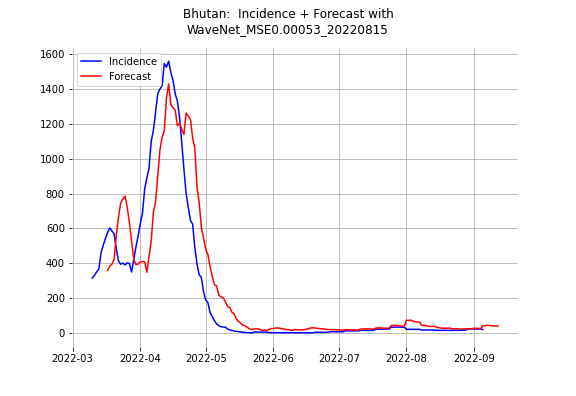 Bhutan:  Incidence + Forecast with
WaveNet_MSE0.00053_20220815
Incidence
Forecast
1600
1400
1200
1000
800
600
400
200
0
2022-03 2022-04 2022-05 2022-06 2022-07 2022-08 2022-09